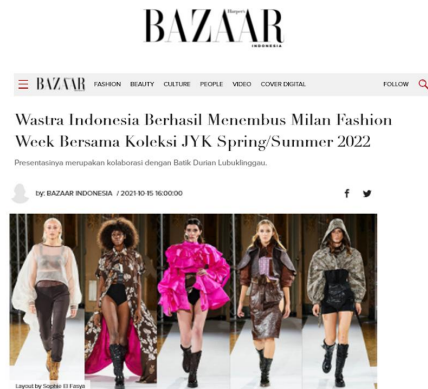 Harper's
BAZAAR
INDONESIA
BAZAAR FASHION BEAUTY CULTURE PEOPLE VIDEO COVER DIGITAL FOLLOW
Wastra Indonesia Berhasil Menembus Milan Fashion
Week Bersama Koleksi JYK Spring/Summer 2022
Presentasinya merupakan kolaborasi dengan Batik Durian Lubuklinggau.
by: BAZAAR INDONESIA / 2021-10-15 16:00:00
Layout by Sophie El Fasya